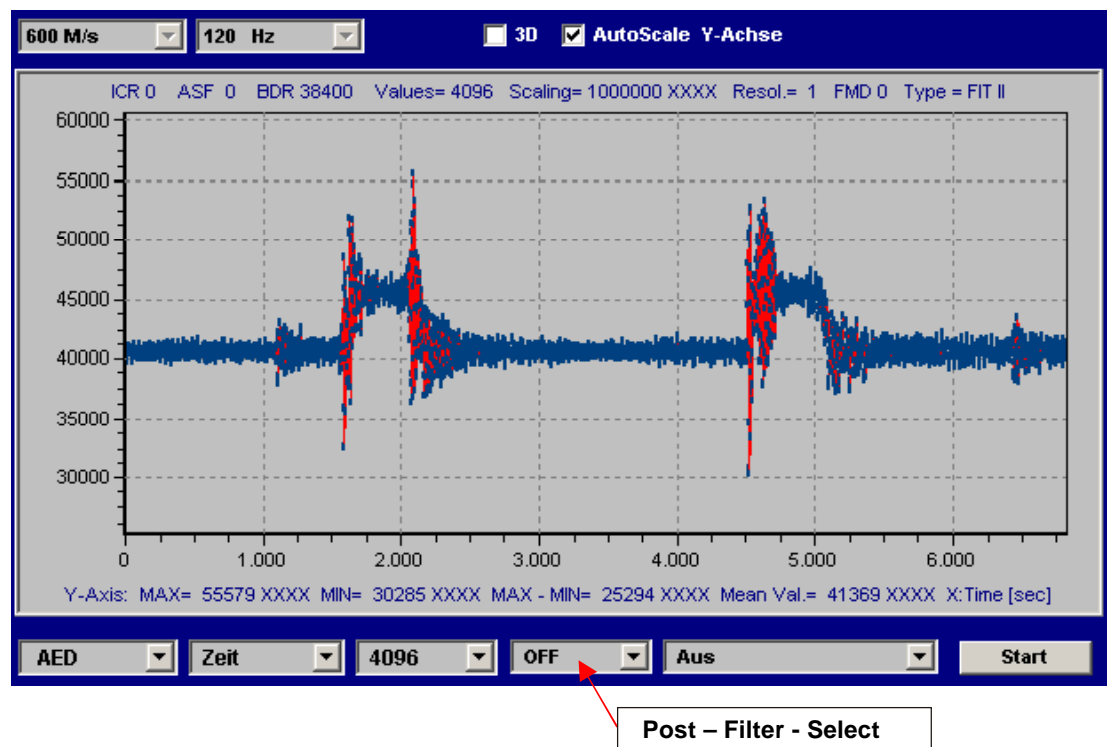 600 M/s 120 Hz 3D AutoScale Y-Achse
ICR 0 ASF 0 BDR 38400 Values= 4096 Scaling= 1000000 XXXX Resol.= 1 FMD 0 Type = FIT II
60000
55000
50000
45000
40000
35000
30000
0 1.000 2.000 3.000 4.000 5.000 6.000
Y-Axis: MAX= 55579 XXXX MIN= 30285 XXXX MAX - MIN= 25294 XXXX Mean Val.= 41369 XXXX X:Time [sec]
AED Zeit 4096 OFF Aus Start
Post – Filter - Select